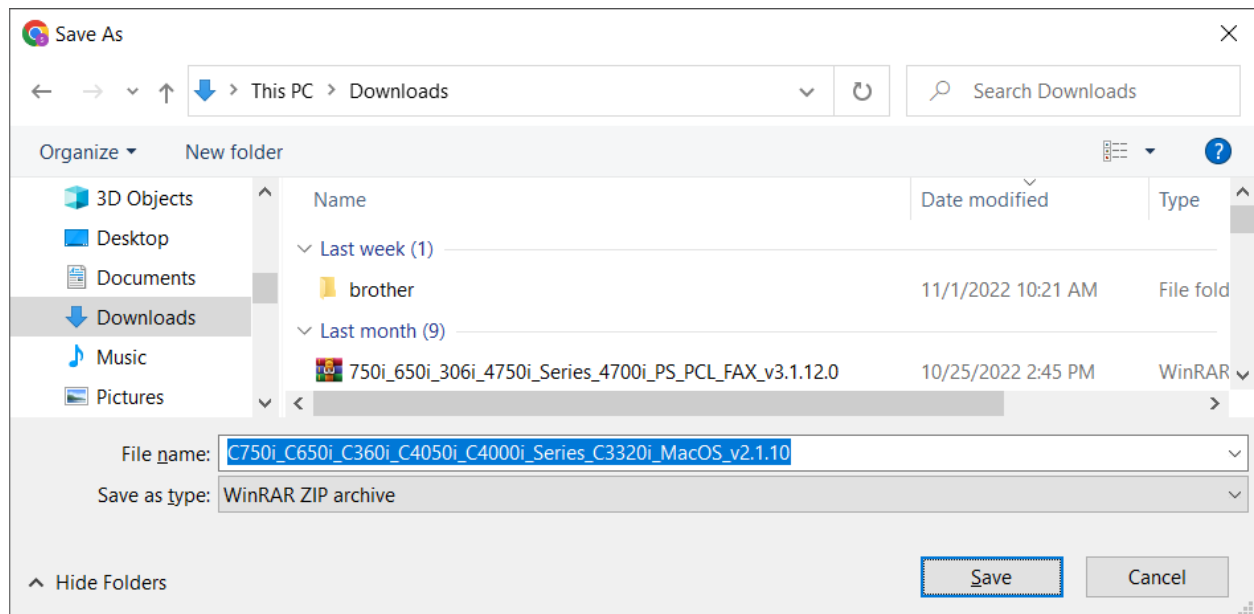 Save As
This PC > Downloads
Search Downloads
Organize
New folder
?
3D Objects
Desktop
Documents
Downloads
Music
Pictures
Name
Date modified
Type
Last week (1)
brother
11/1/2022 10:21 AM
File fold
Last month (9)
750i_650i_306i_4750i_Series_4700i_PS_PCL_FAX_v3.1.12.0
10/25/2022 2:45 PM
WinRAR
File name: C750i_C650i_C360i_C4050i_C4000i_Series_C3320i_MacOS_v2.1.10
Save as type: WinRAR ZIP archive
Hide Folders
Save
Cancel